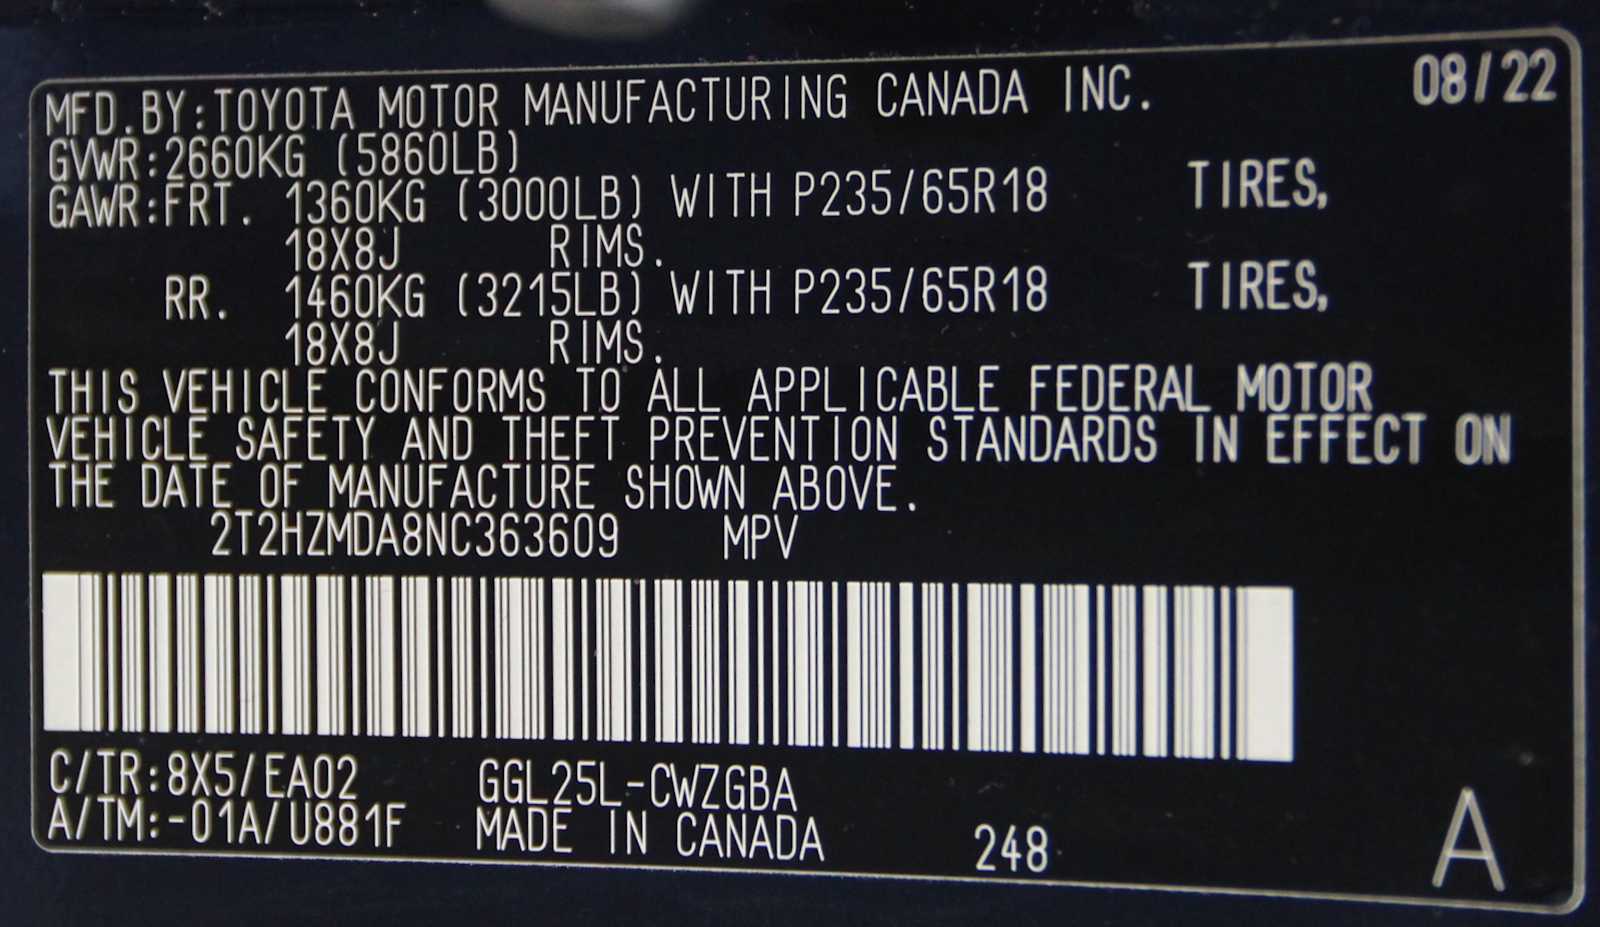 MFD.BY:TOYOTA MOTOR MANUFACTURING CANADA INC. 08/22
GVWR:2660KG (5860LB)
GAWR:FRT. 1360KG (3000LB) WITH P235/65R18 TIRES,
18X8J RIMS.
RR. 1460KG (3215LB) WITH P235/65R18 TIRES,
18X8J RIMS.
THIS VEHICLE CONFORMS TO ALL APPLICABLE FEDERAL MOTOR
VEHICLE SAFETY AND THEFT PREVENTION STANDARDS IN EFFECT ON
THE DATE OF MANUFACTURE SHOWN ABOVE.
2T2HZMDA8NC363609 MPV
C/TR:8X5/EA02 GGL25L-CWZGBA
A/TM:-01A/U881F MADE IN CANADA 248 A